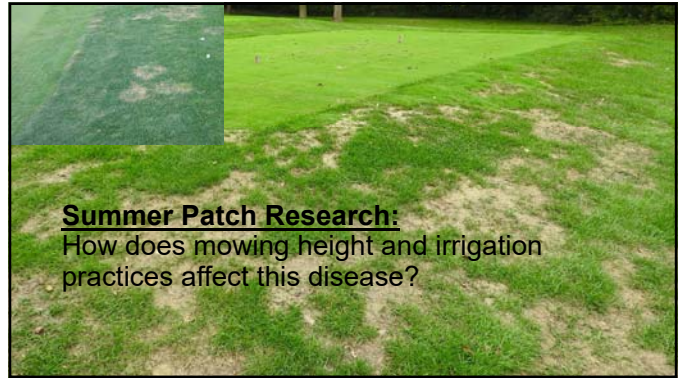 Summer Patch Research:
How does mowing height and irrigation
practices affect this disease?